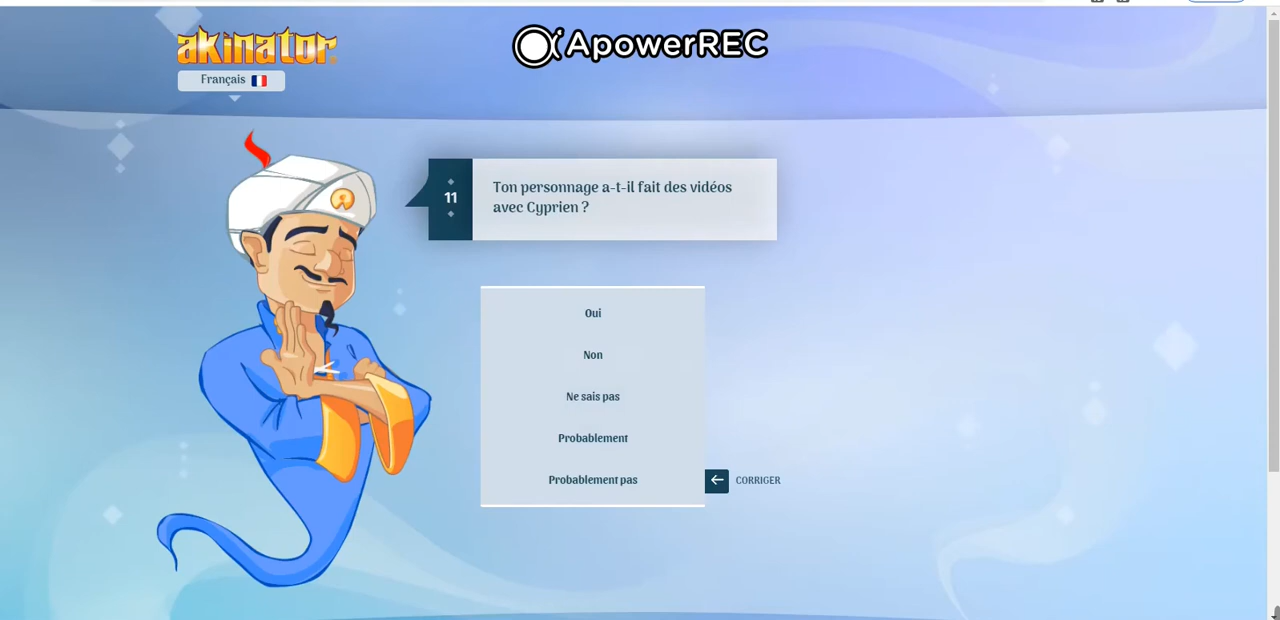 akinator
ApowerREC
Français
11
Ton personnage a-t-il fait des vidéos
avec Cyprien ?
Oui
Non
Ne sais pas
Probablement
Probablement pas
CORRIGER